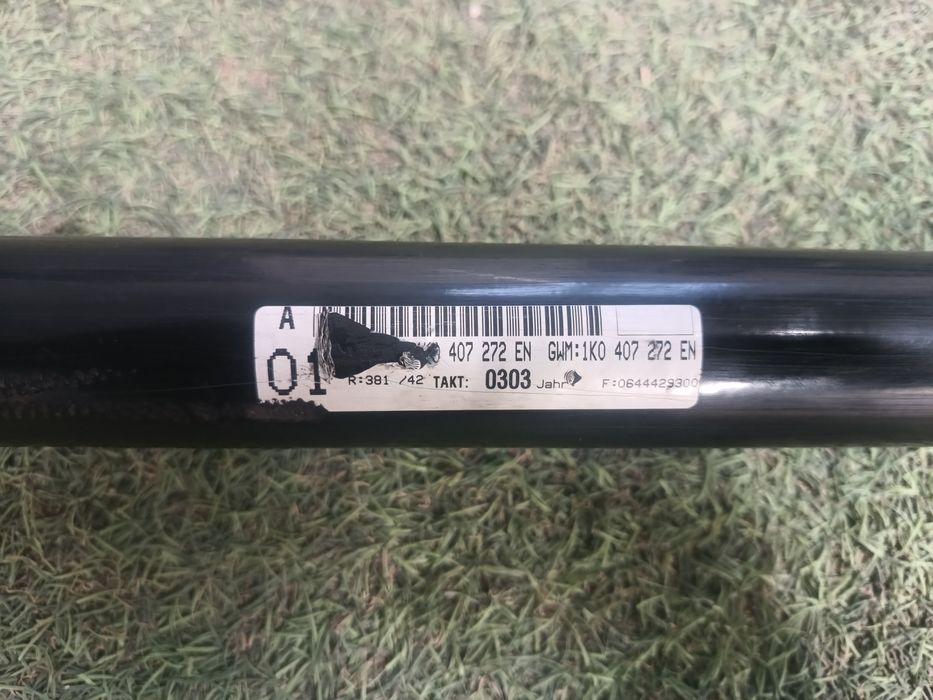 A
407 272 EN GWM:1K0 407 272 EN
01 R:381 /42 TAKT: 0303 Jahr F:0644429300